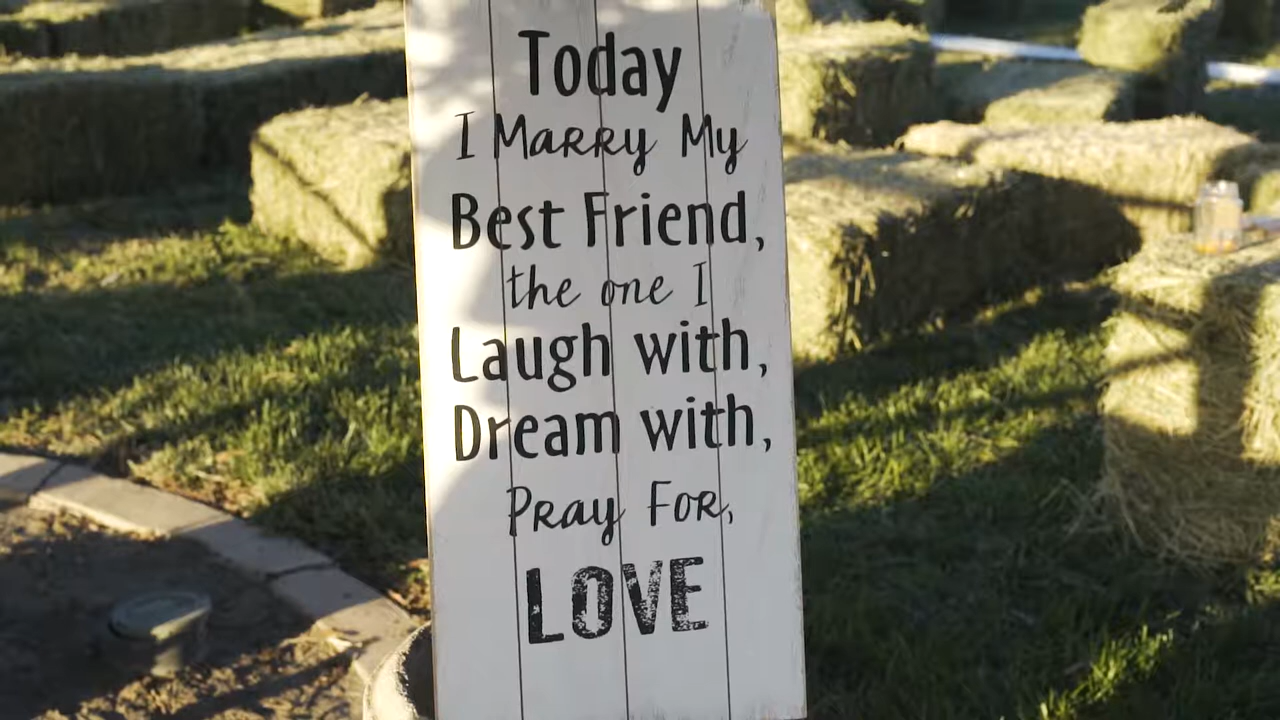 Today
I Marry My
Best Friend,
the one I
Laugh with,
Dream with,
Pray For,
LOVE